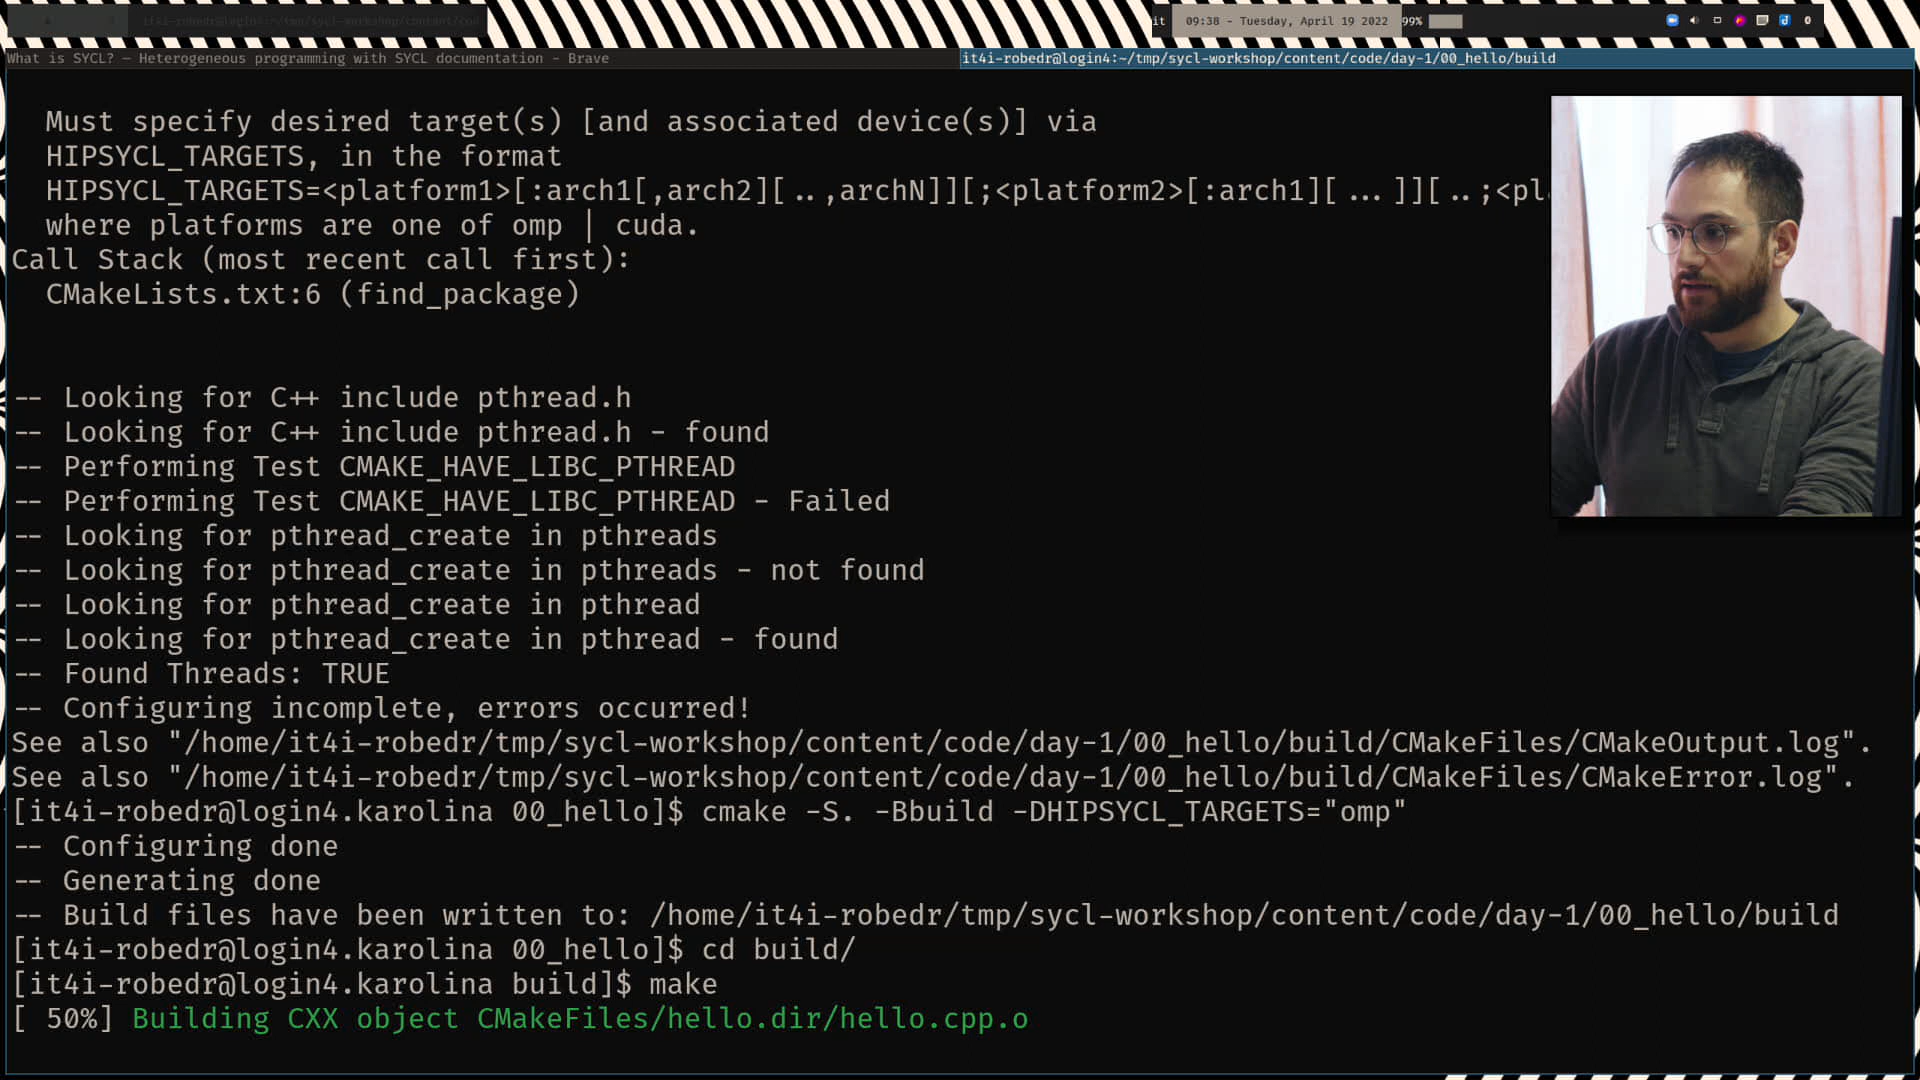 it4i-robedr@login4:~/tmp/sycl-workshop/content/cod
it
09:38 - Tuesday, April 19 2022
99%
0
What is SYCL? — Heterogeneous programming with SYCL documentation - Brave
it4i-robedr@login4:~/tmp/sycl-workshop/content/code/day-1/00_hello/build
Must specify desired target(s) [and associated device(s)] via
HIPSYCL_TARGETS, in the format
HIPSYCL_TARGETS=<platform1>[:arch1[,arch2][..,archN]][;<platform2>[:arch1][...]][..;<pl
where platforms are one of omp | cuda.
Call Stack (most recent call first):
CMakeLists.txt:6 (find_package)
-- Looking for C++ include pthread.h
-- Looking for C++ include pthread.h - found
-- Performing Test CMAKE_HAVE_LIBC_PTHREAD
-- Performing Test CMAKE_HAVE_LIBC_PTHREAD - Failed
-- Looking for pthread_create in pthreads
-- Looking for pthread_create in pthreads - not found
-- Looking for pthread_create in pthread
-- Looking for pthread_create in pthread - found
-- Found Threads: TRUE
-- Configuring incomplete, errors occurred!
See also "/home/it4i-robedr/tmp/sycl-workshop/content/code/day-1/00_hello/build/CMakeFiles/CMakeOutput.log".
See also "/home/it4i-robedr/tmp/sycl-workshop/content/code/day-1/00_hello/build/CMakeFiles/CMakeError.log".
[it4i-robedr@login4.karolina 00_hello]$ cmake -S. -Bbuild -DHIPSYCL_TARGETS="omp"
-- Configuring done
-- Generating done
-- Build files have been written to: /home/it4i-robedr/tmp/sycl-workshop/content/code/day-1/00_hello/build
[it4i-robedr@login4.karolina 00_hello]$ cd build/
[it4i-robedr@login4.karolina build]$ make
[ 50%] Building CXX object CMakeFiles/hello.dir/hello.cpp.o